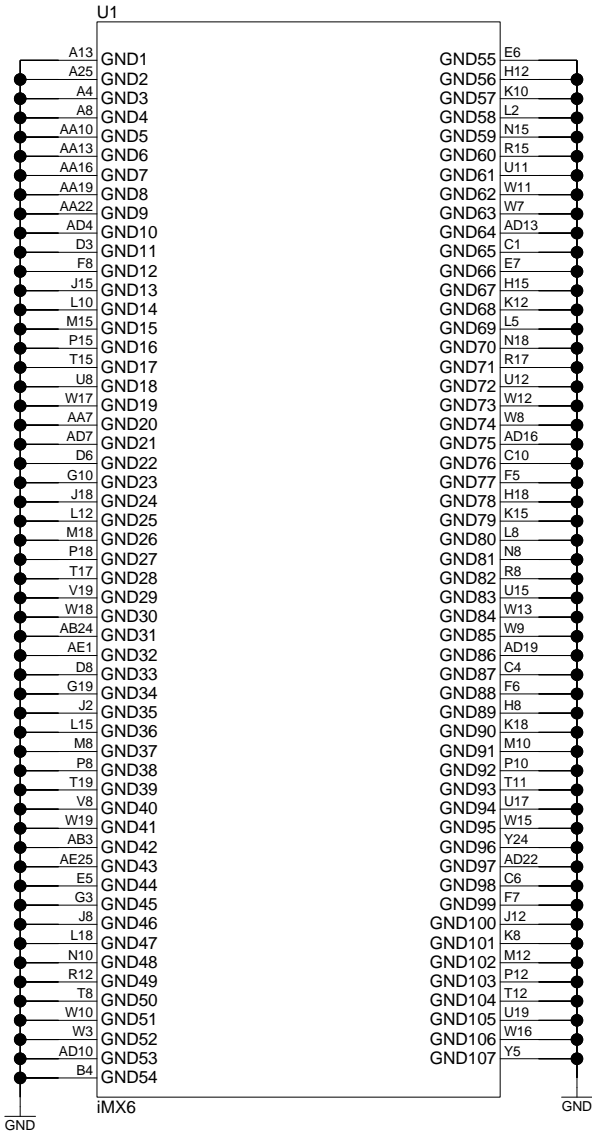 U1
A13 GND1 GND55 E6
A25 GND2 GND56 H12
A4 GND3 GND57 K10
A8 GND4 GND58 L2
AA10 GND5 GND59 N15
AA13 GND6 GND60 R15
AA16 GND7 GND61 U11
AA19 GND8 GND62 W11
AA22 GND9 GND63 W7
AD4 GND10 GND64 AD13
D3 GND11 GND65 C1
F8 GND12 GND66 E7
J15 GND13 GND67 H15
L10 GND14 GND68 K12
M15 GND15 GND69 L5
P15 GND16 GND70 N18
T15 GND17 GND71 R17
U8 GND18 GND72 U12
W17 GND19 GND73 W12
AA7 GND20 GND74 W8
AD7 GND21 GND75 AD16
D6 GND22 GND76 C10
G10 GND23 GND77 F5
J18 GND24 GND78 H18
L12 GND25 GND79 K15
M18 GND26 GND80 L8
P18 GND27 GND81 N8
T17 GND28 GND82 R8
V19 GND29 GND83 U15
W18 GND30 GND84 W13
AB24 GND31 GND85 W9
AE1 GND32 GND86 AD19
D8 GND33 GND87 C4
G19 GND34 GND88 F6
J2 GND35 GND89 H8
L15 GND36 GND90 K18
M8 GND37 GND91 M10
P8 GND38 GND92 P10
T19 GND39 GND93 T11
V8 GND40 GND94 U17
W19 GND41 GND95 W15
AB3 GND42 GND96 Y24
AE25 GND43 GND97 AD22
E5 GND44 GND98 C6
G3 GND45 GND99 F7
J8 GND46 GND100 J12
L18 GND47 GND101 K8
N10 GND48 GND102 M12
R12 GND49 GND103 P12
T8 GND50 GND104 T12
W10 GND51 GND105 U19
W3 GND52 GND106 W16
AD10 GND53 GND107 Y5
B4 GND54
iMX6
GND
GND